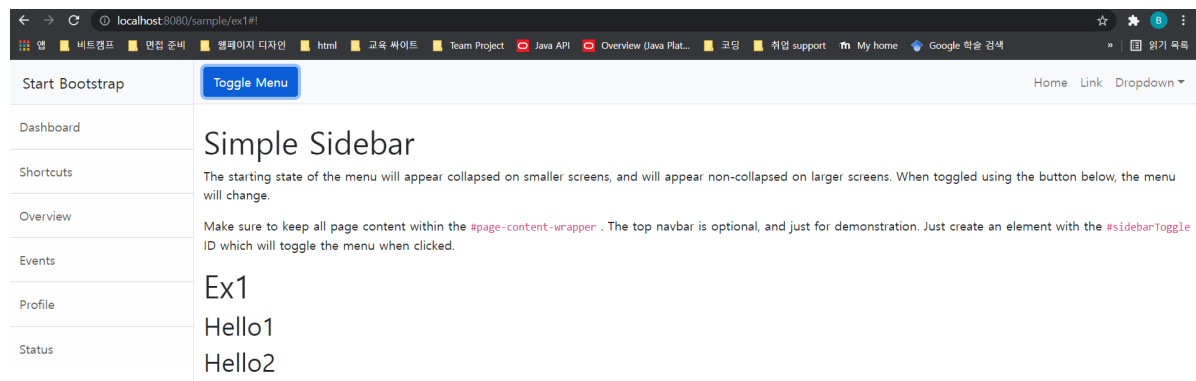 localhost:8080/sample/ex1#!
B
앱 비트캠프 면접 준비 웹페이지 디자인 html 교육 싸이트 Team Project Java API Overview (Java Plat... 코딩 취업 support My home Google 학술 검색 » 읽기 목록
Start Bootstrap Toggle Menu Home Link Dropdown
Dashboard
Simple Sidebar
Shortcuts
The starting state of the menu will appear collapsed on smaller screens, and will appear non-collapsed on larger screens. When toggled using the button below, the menu
will change.
Overview
Make sure to keep all page content within the #page-content-wrapper . The top navbar is optional, and just for demonstration. Just create an element with the #sidebarToggle
ID which will toggle the menu when clicked.
Events
Ex1
Profile
Hello1
Status
Hello2